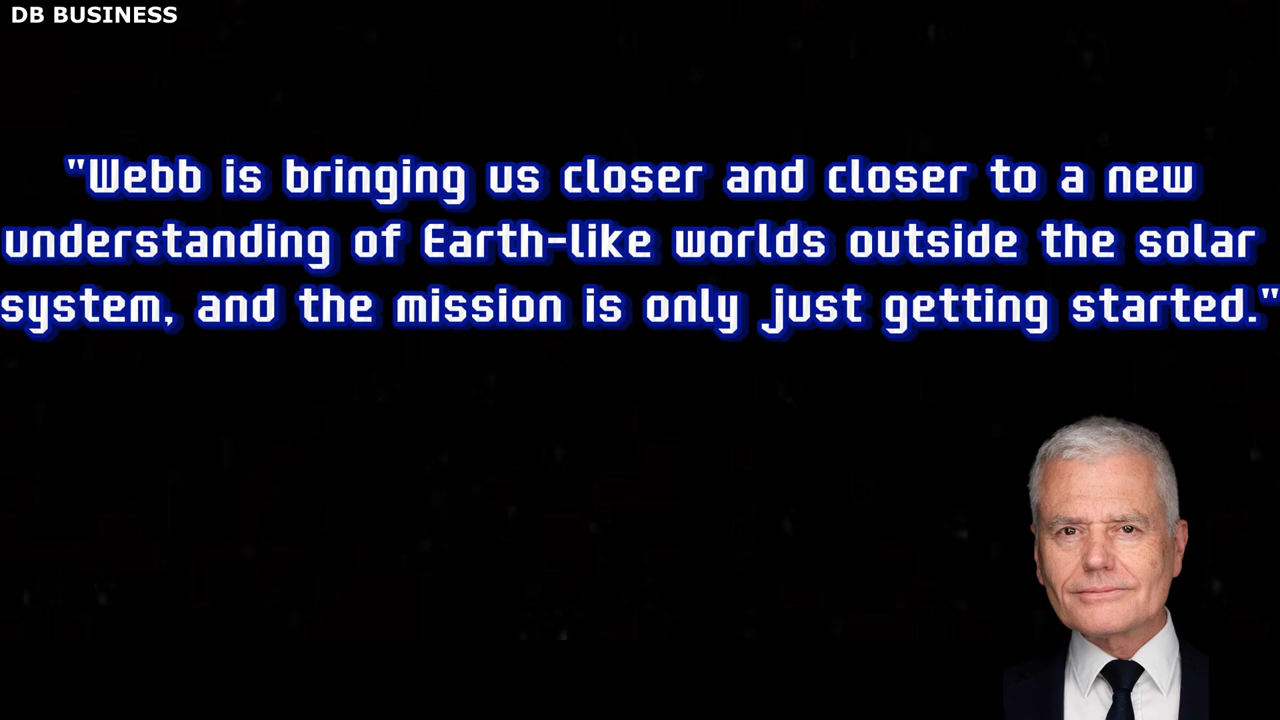 DB BUSINESS
"Webb is bringing us closer and closer to a new
understanding of Earth-like worlds outside the solar
system, and the mission is only just getting started."